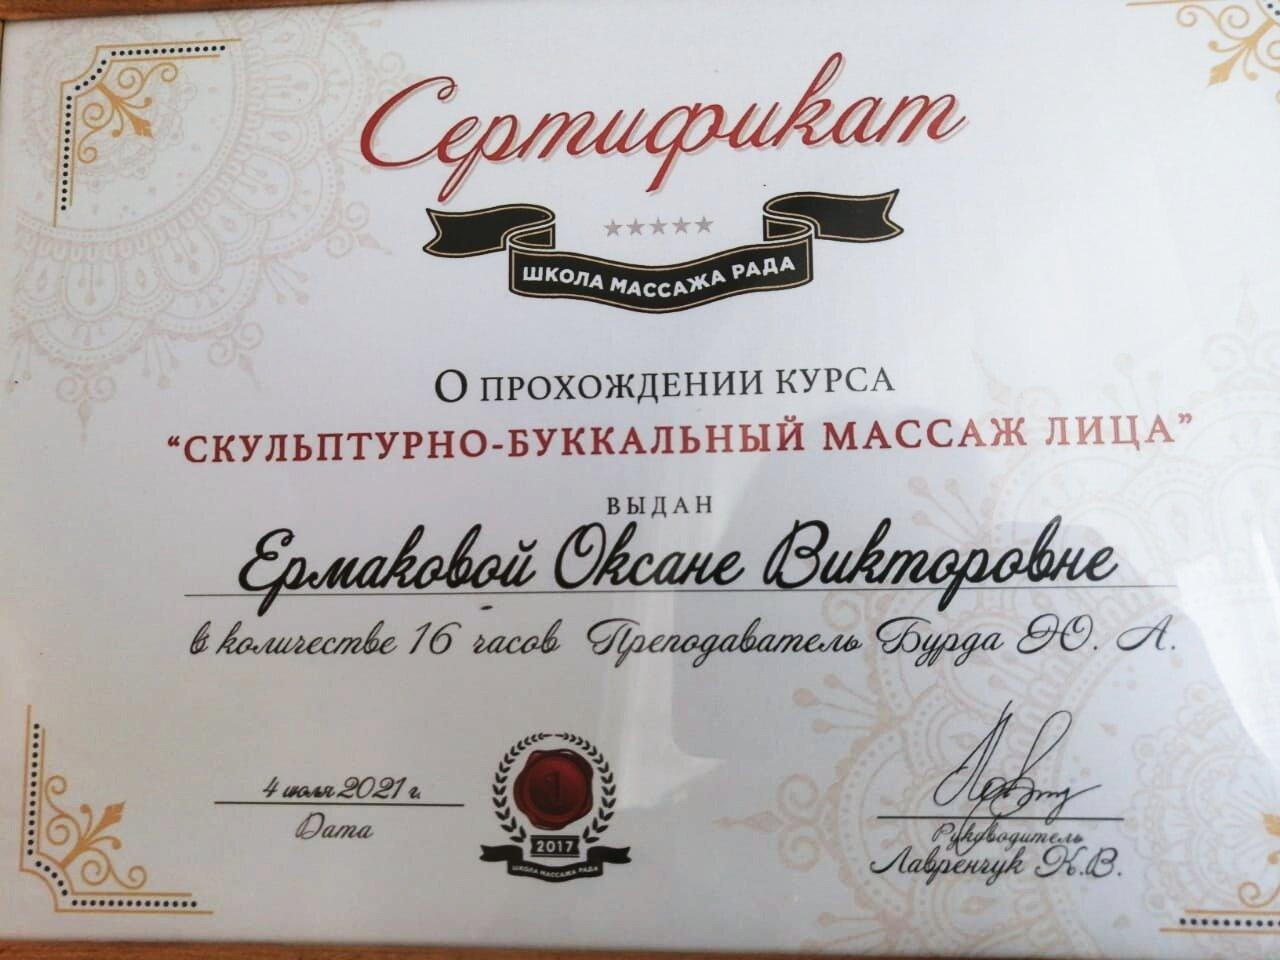 Сертификат
ШКОЛА МАССАЖА РАДА
О ПРОХОЖДЕНИИ КУРСА
“СКУЛЬПТУРНО-БУККАЛЬНЫЙ МАССАЖ ЛИЦА”
ВЫДАН
Ермаковой Оксане Викторовне
в количестве 16 часов Преподаватель Бурда Ю. А.
4 июля 2021 г.
Дата
1
2017
ШКОЛА МАССАЖА РАДА
Руководитель
Лавренчук К.В.